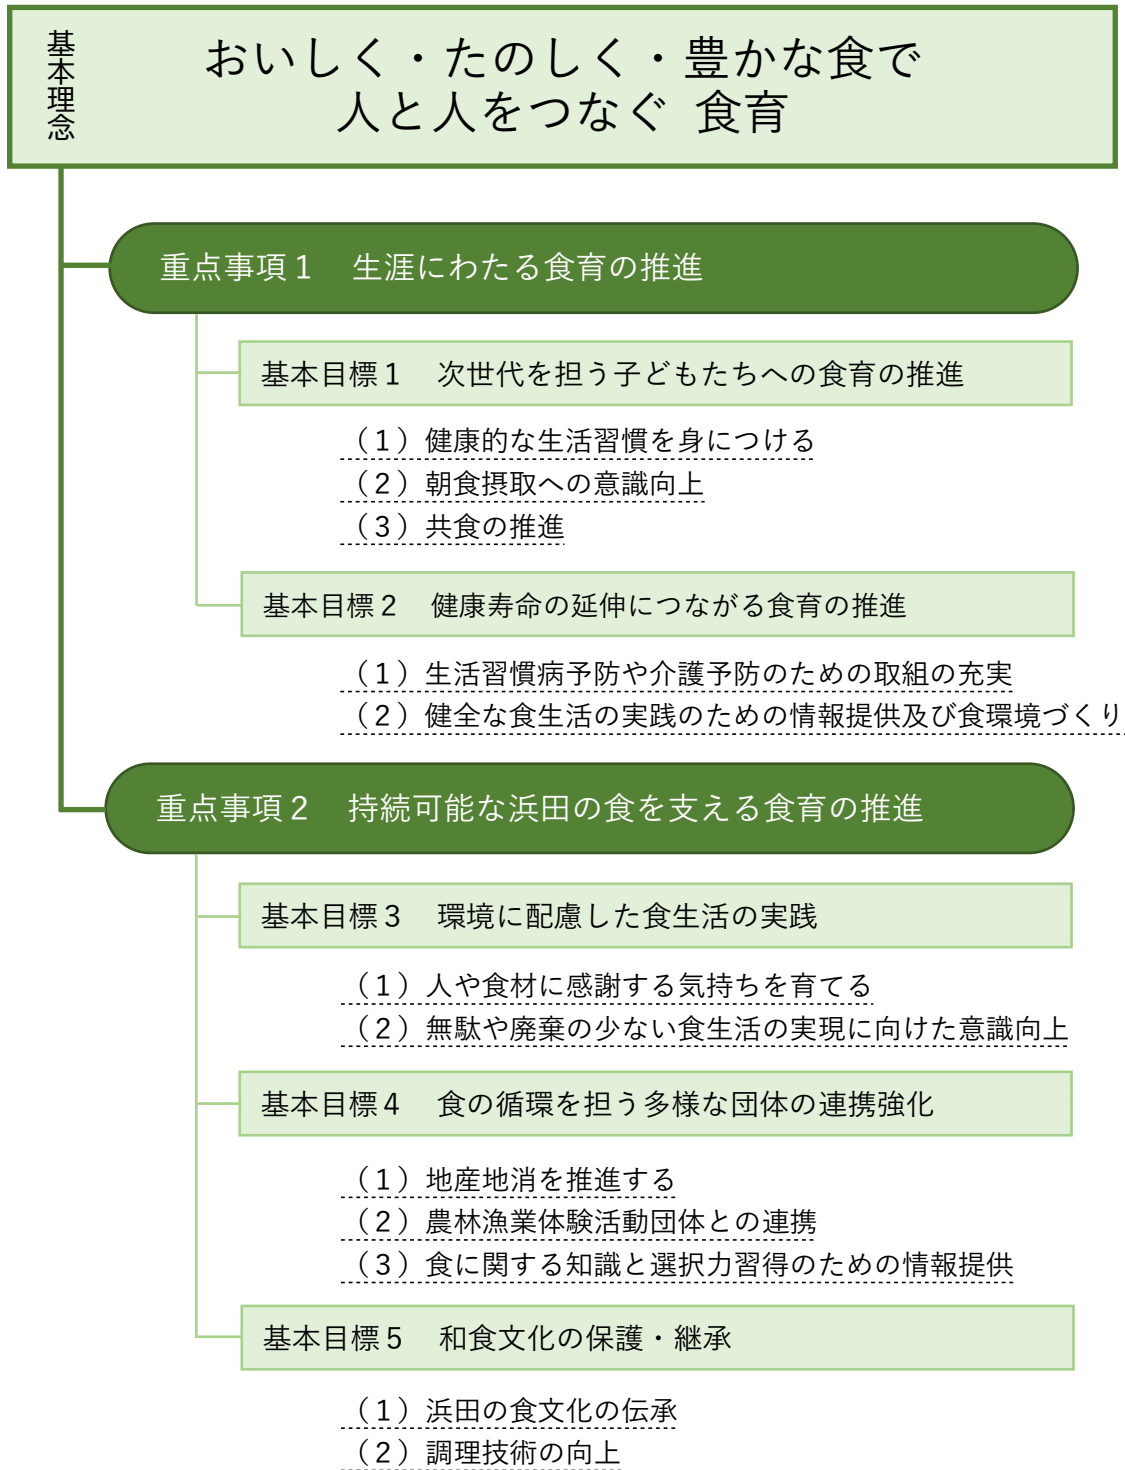 基本理念
おいしく・たのしく・豊かな食で
人と人をつなぐ 食育
重点事項1 生涯にわたる食育の推進
基本目標1 次世代を担う子どもたちへの食育の推進
（1）健康的な生活習慣を身につける
（2）朝食摂取への意識向上
（3）共食の推進
基本目標2 健康寿命の延伸につながる食育の推進
（1）生活習慣病予防や介護予防のための取組の充実
（2）健全な食生活の実践のための情報提供及び食環境づくり
重点事項2 持続可能な浜田の食を支える食育の推進
基本目標3 環境に配慮した食生活の実践
（1）人や食材に感謝する気持ちを育てる
（2）無駄や廃棄の少ない食生活の実現に向けた意識向上
基本目標4 食の循環を担う多様な団体の連携強化
（1）地産地消を推進する
（2）農林漁業体験活動団体との連携
（3）食に関する知識と選択力習得のための情報提供
基本目標5 和食文化の保護・継承
（1）浜田の食文化の伝承
（2）調理技術の向上